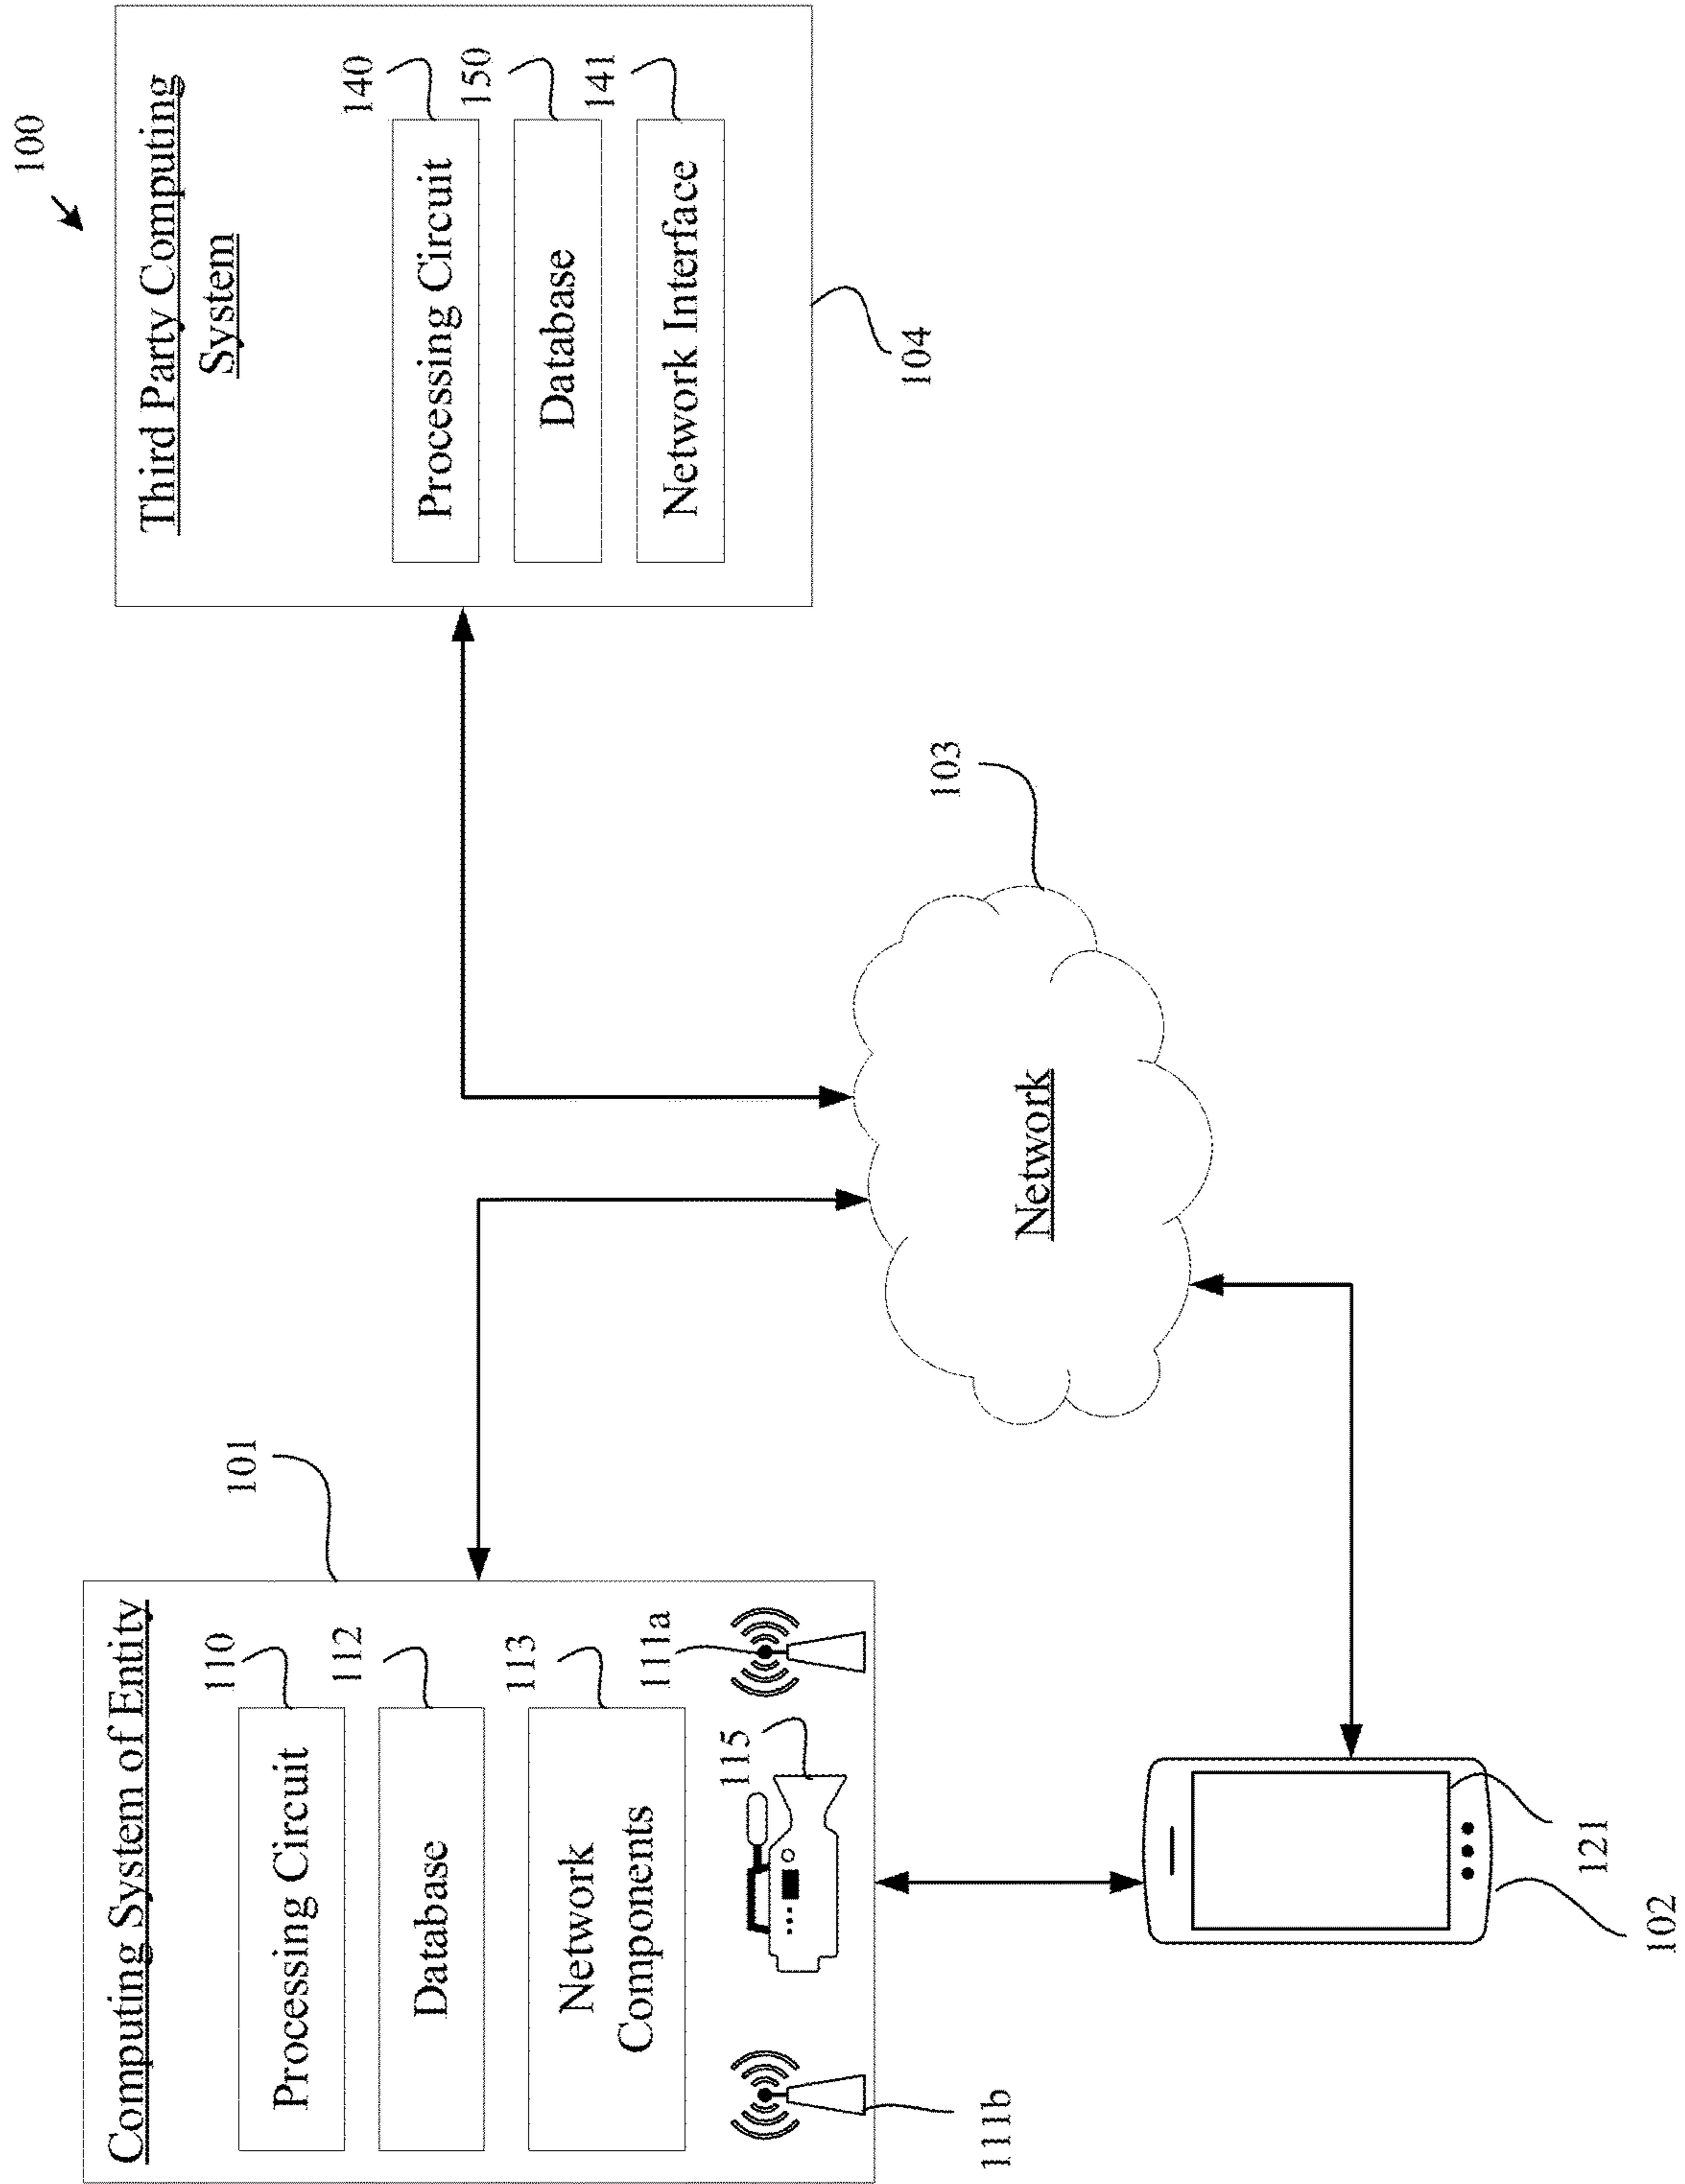 100
Computing System of Entity
Processing Circuit
110
Database
112
Network
Components
113
111a
115
111b
101
Third Party Computing
System
Processing Circuit
140
Database
150
Network Interface
141
104
103
Network
121
102